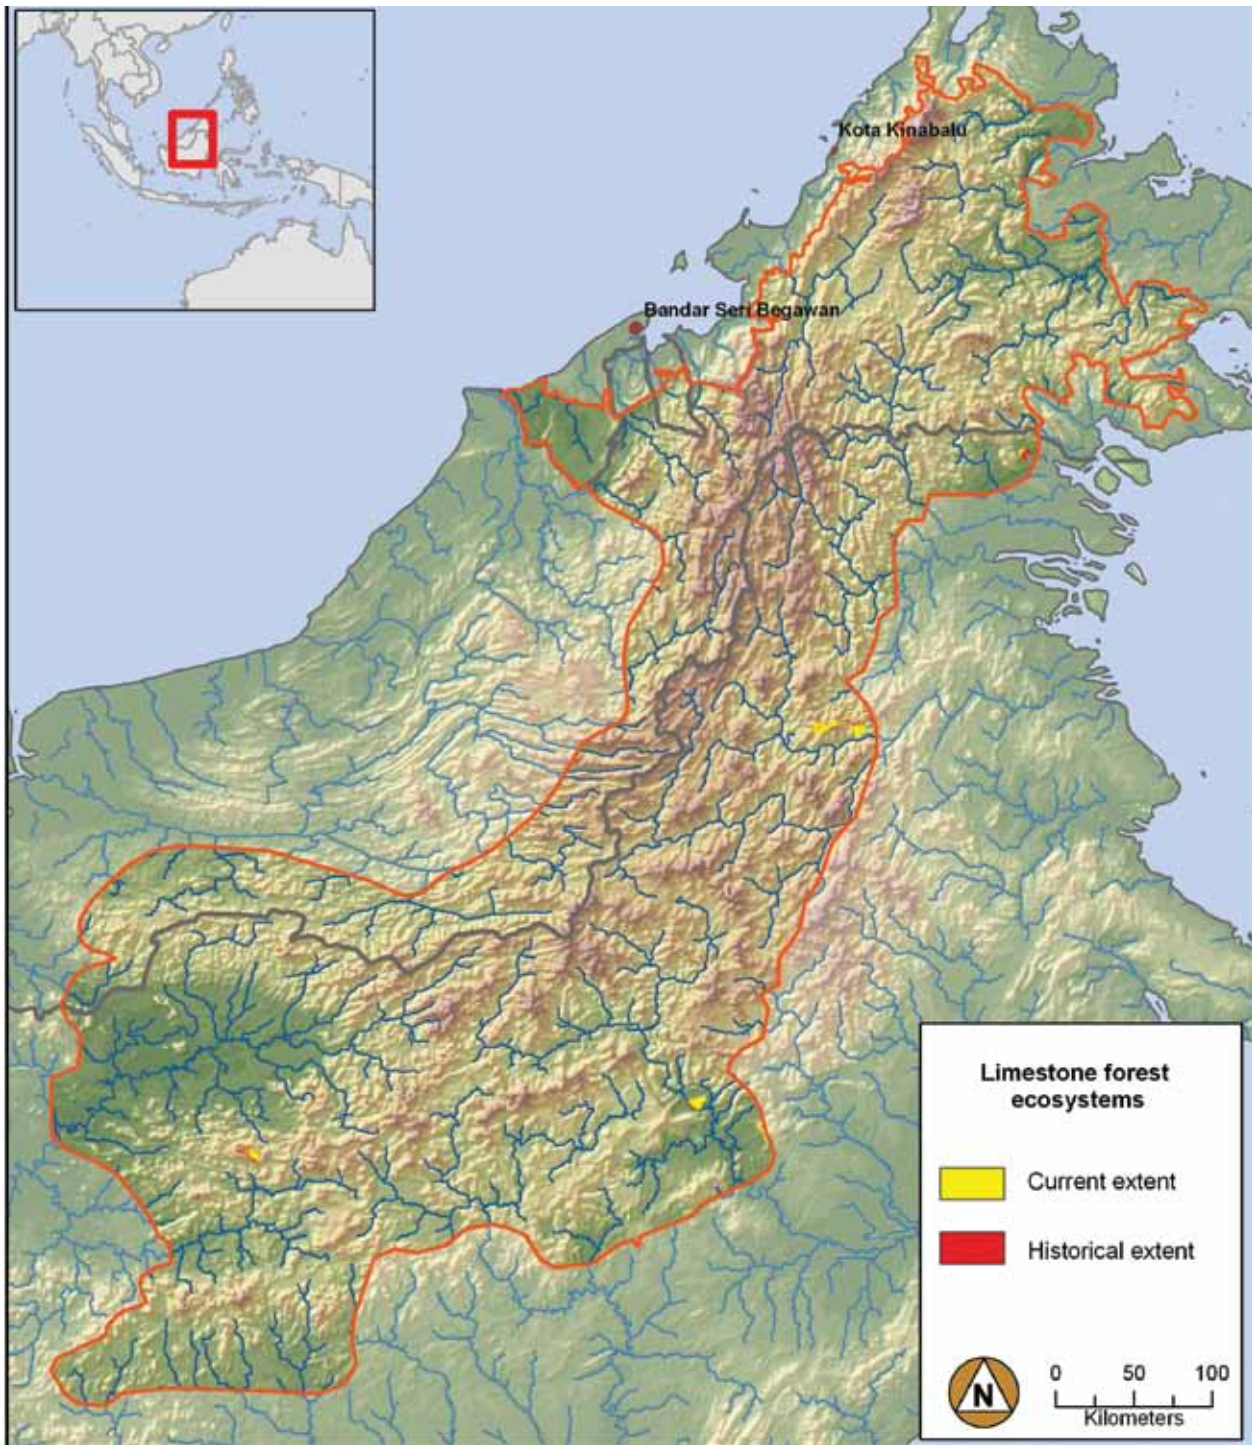 Kota Kinabalu
Bandar Seri Begawan
Limestone forest
ecosystems
Current extent
Historical extent
N
0 50 100
Kilometers